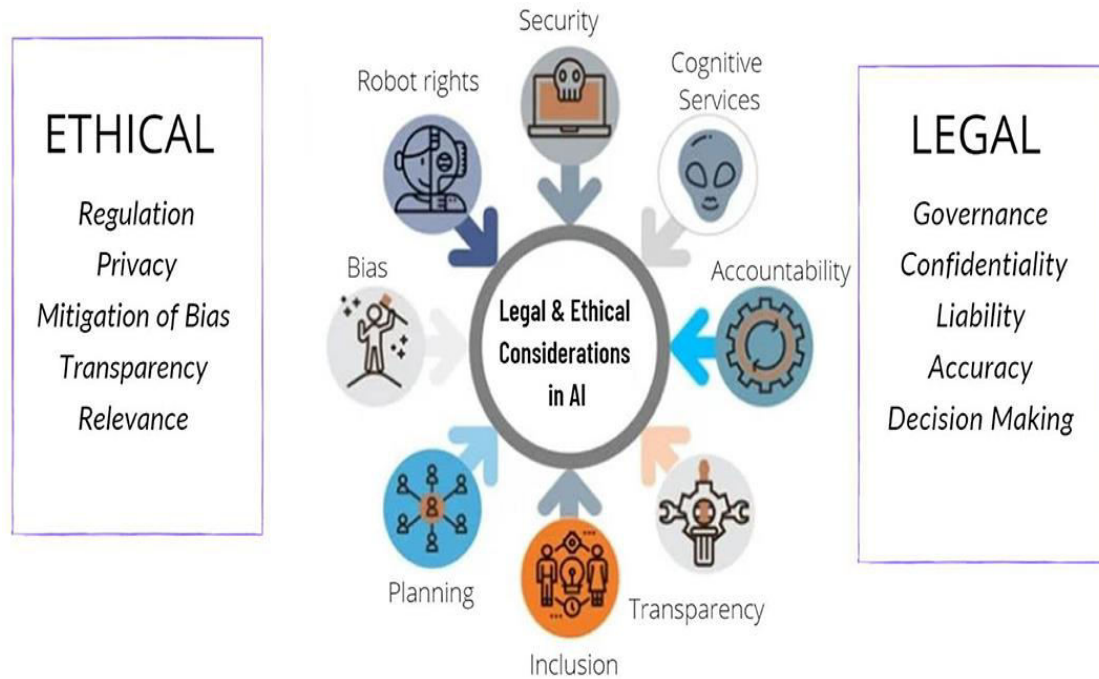 ETHICAL
Regulation
Privacy
Mitigation of Bias
Transparency
Relevance
Security
Robot rights
Cognitive
Services
Bias
Accountability
Legal & Ethical
Considerations
in AI
Planning
Transparency
Inclusion
LEGAL
Governance
Confidentiality
Liability
Accuracy
Decision Making